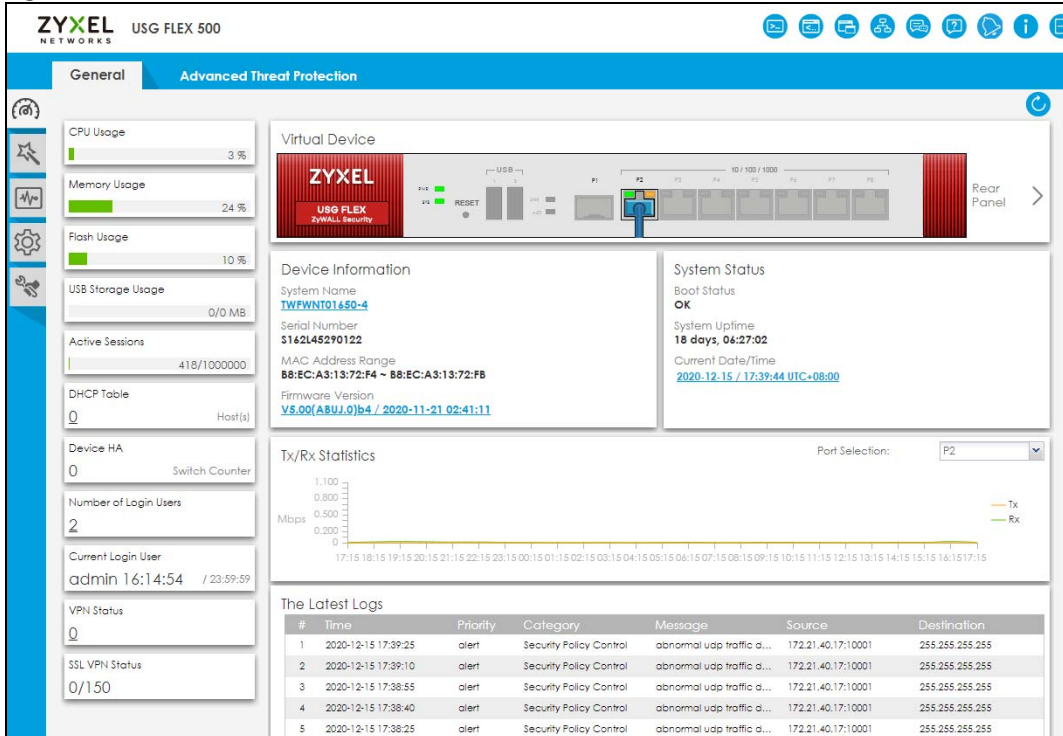 ZYXEL
NETWORKS
USG FLEX 500
General
Advanced Threat Protection
CPU Usage
3 %
Memory Usage
24 %
Flash Usage
10 %
USB Storage Usage
0/0 MB
Active Sessions
418/1000000
DHCP Table
0 Host(s)
Device HA
0 Switch Counter
Number of Login Users
2
Current Login User
admin 16:14:54 / 23:59:59
VPN Status
0
SSL VPN Status
0/150
Virtual Device
ZYXEL
USG FLEX
ZyWALL Security
RESET
USB
P1 P2
10 / 100 / 1000
Rear
Panel
Device Information
System Name
TWFWNT01650-4
Serial Number
S162L45290122
MAC Address Range
B8:EC:A3:13:72:F4 ~ B8:EC:A3:13:72:FB
Firmware Version
V5.00(ABUJ.0)b4 / 2020-11-21 02:41:11
System Status
Boot Status
OK
System Uptime
18 days, 06:27:02
Current Date/Time
2020-12-15 / 17:39:44 UTC+08:00
Tx/Rx Statistics
Port Selection: P2
1.100
0.800
Mbps 0.500
0.200
0
Tx
Rx
17:15 18:15 19:15 20:15 21:15 22:15 23:15 00:15 01:15 02:15 03:15 04:15 05:15 06:15 07:15 08:15 09:15 10:15 11:15 12:15 13:15 14:15 15:15 16:15 17:15
The Latest Logs
# Time Priority Category Message Source Destination
1 2020-12-15 17:39:25 alert Security Policy Control abnormal udp traffic d... 172.21.40.17:10001 255.255.255.255
2 2020-12-15 17:39:10 alert Security Policy Control abnormal udp traffic d... 172.21.40.17:10001 255.255.255.255
3 2020-12-15 17:38:55 alert Security Policy Control abnormal udp traffic d... 172.21.40.17:10001 255.255.255.255
4 2020-12-15 17:38:40 alert Security Policy Control abnormal udp traffic d... 172.21.40.17:10001 255.255.255.255
5 2020-12-15 17:38:25 alert Security Policy Control abnormal udp traffic d... 172.21.40.17:10001 255.255.255.255